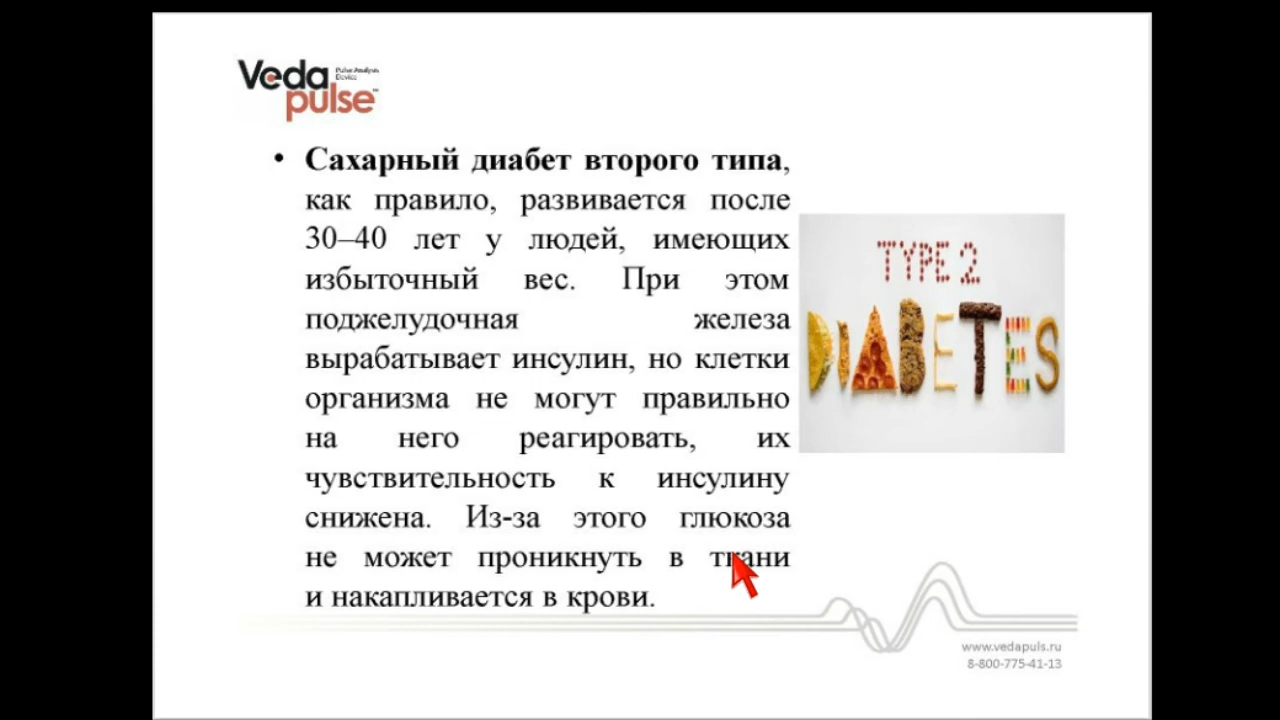 Veda
Pulse Analysis
Device
pulse
• Сахарный диабет второго типа,
как правило, развивается после
30–40 лет у людей, имеющих
избыточный вес. При этом
поджелудочная железа
вырабатывает инсулин, но клетки
организма не могут правильно
на него реагировать, их
чувствительность к инсулину
снижена. Из-за этого глюкоза
не может проникнуть в ткани
и накапливается в крови.
TYPE 2
DIABETES
www.vedapuls.ru
8-800-775-41-13